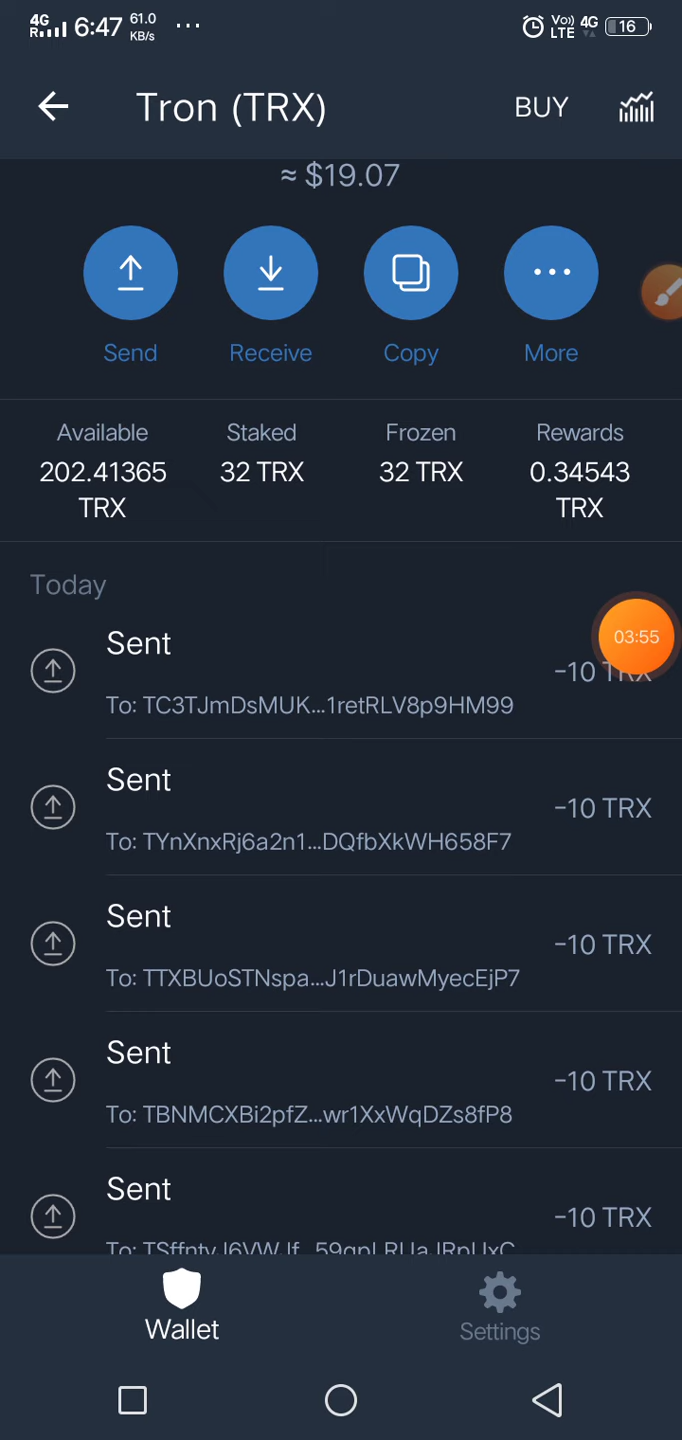 4G R 6:47 61.0 KB/s ... Vo)) LTE 4G 16
Tron (TRX) BUY
≈ $19.07
Send Receive Copy More
Available Staked Frozen Rewards
202.41365 32 TRX 32 TRX 0.34543
TRX TRX
Today
Sent
03:55
-10 TRX
To: TC3TJmDsMUK...1retRLV8p9HM99
Sent
-10 TRX
To: TYnXnxRj6a2n1...DQfbXkWH658F7
Sent
-10 TRX
To: TTXBUoSTNspa...J1rDuawMyecEjP7
Sent
-10 TRX
To: TBNMCXBi2pfZ...wr1XxWqDZs8fP8
Sent
-10 TRX
To:
Wallet Settings